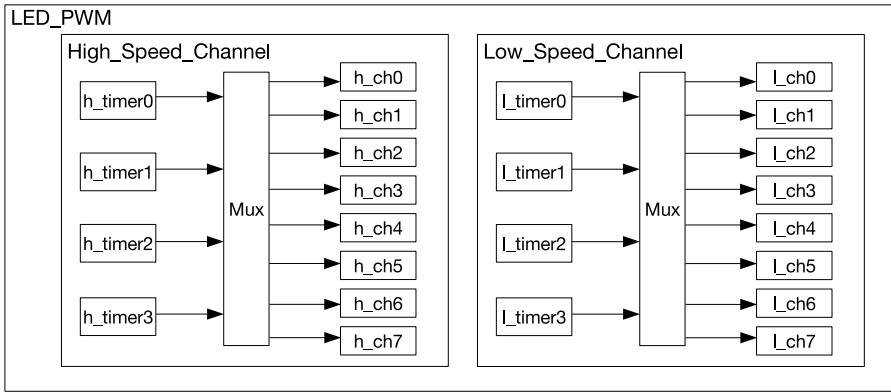 LED_PWM
High_Speed_Channel
h_timer0
h_timer1
h_timer2
h_timer3
Mux
h_ch0
h_ch1
h_ch2
h_ch3
h_ch4
h_ch5
h_ch6
h_ch7
Low_Speed_Channel
l_timer0
l_timer1
l_timer2
l_timer3
Mux
l_ch0
l_ch1
l_ch2
l_ch3
l_ch4
l_ch5
l_ch6
l_ch7